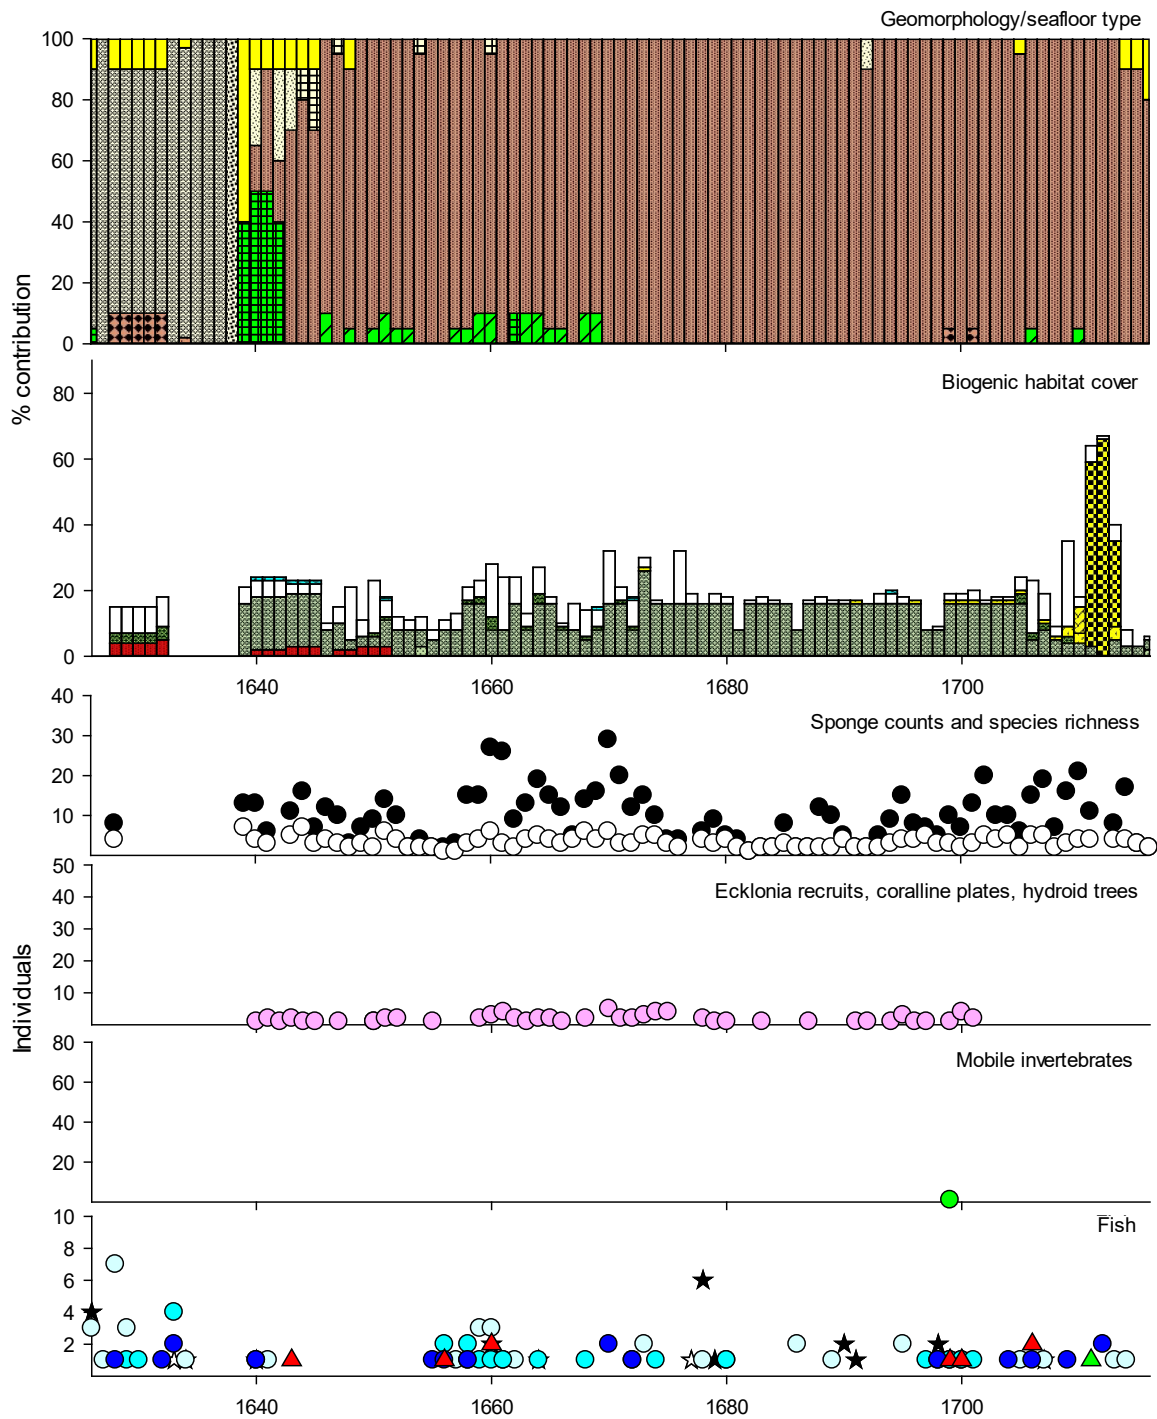 Geomorphology/seafloor type
100
80
60
40
20
0
% contribution
Biogenic habitat cover
80
60
40
20
0
1640 1660 1680 1700
40
30
20
10
Sponge counts and species richness
50
40
30
20
10
Ecklonia recruits, coralline plates, hydroid trees
Individuals
80
60
40
20
Mobile invertebrates
10
8
6
4
2
Fish
1640 1660 1680 1700